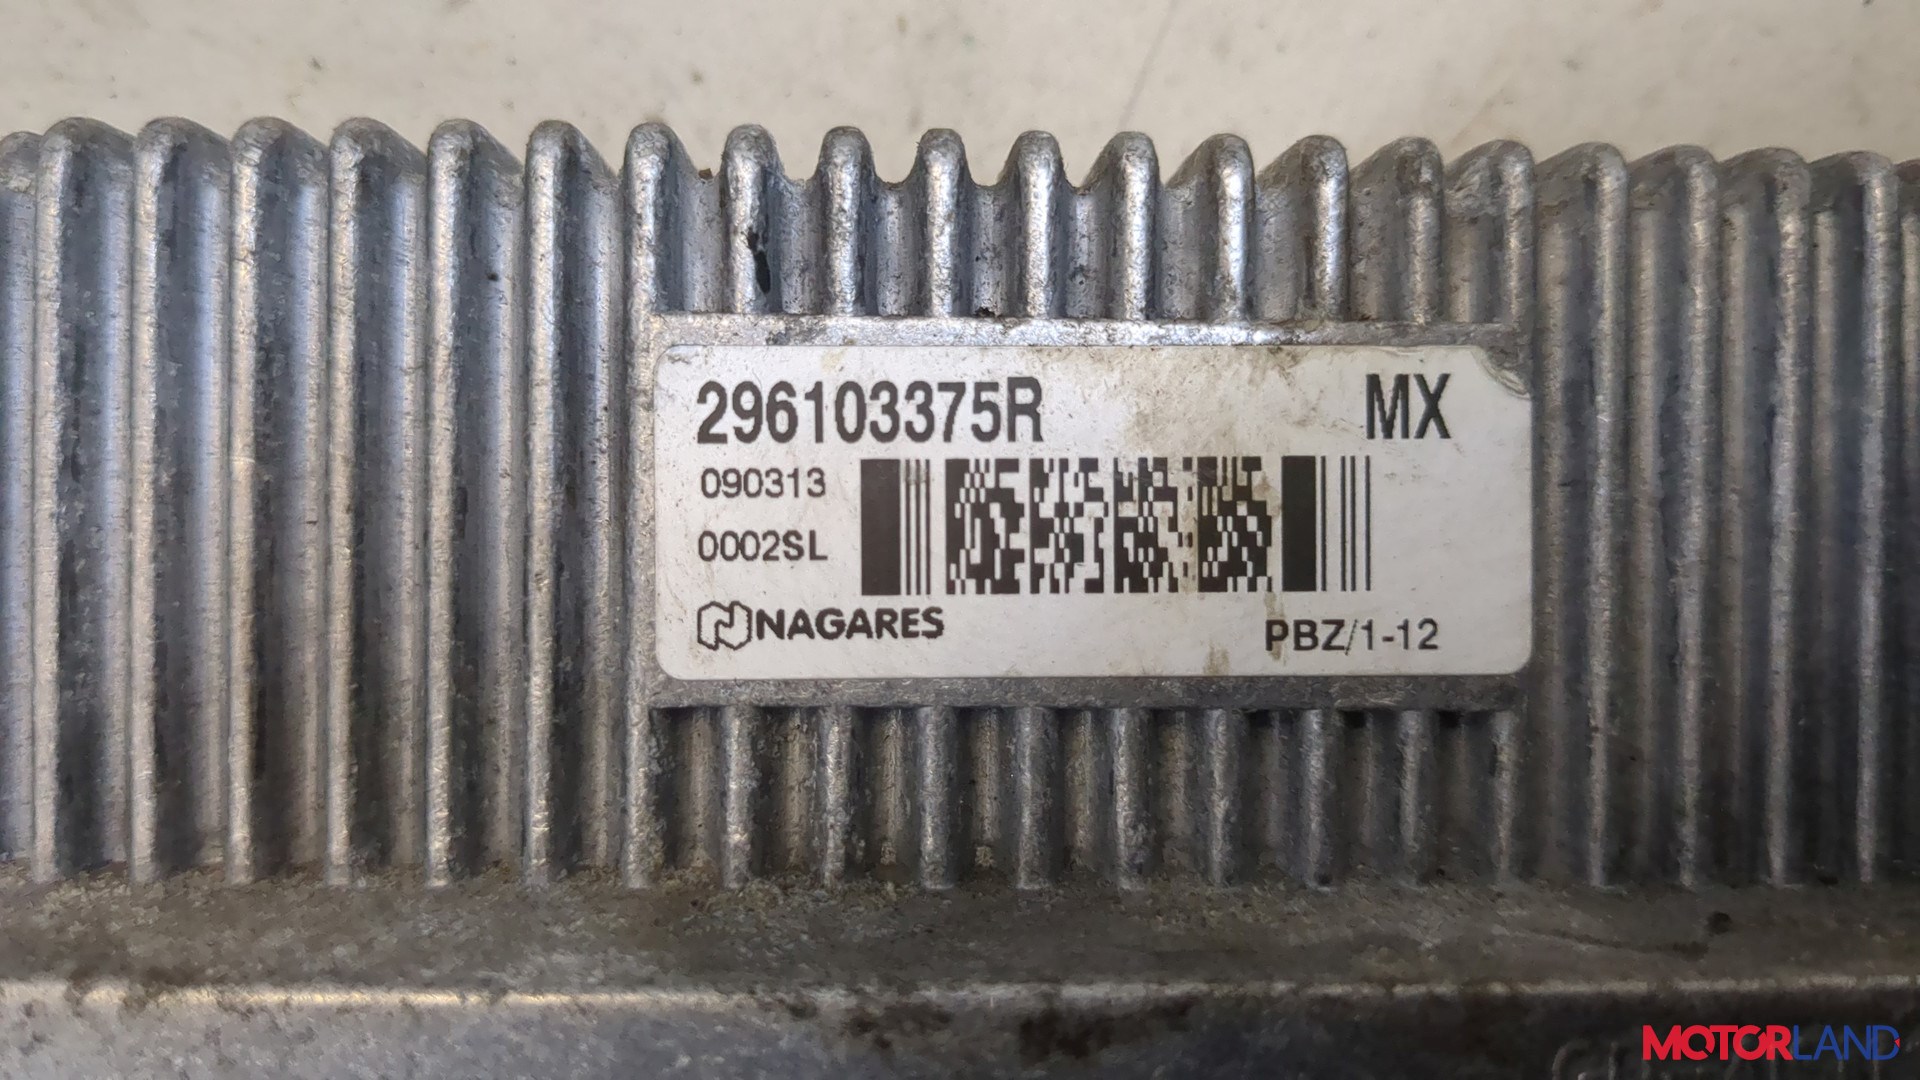 296103375R MX
090313
0002SL
NAGARES PBZ/1-12
MOTORLAND